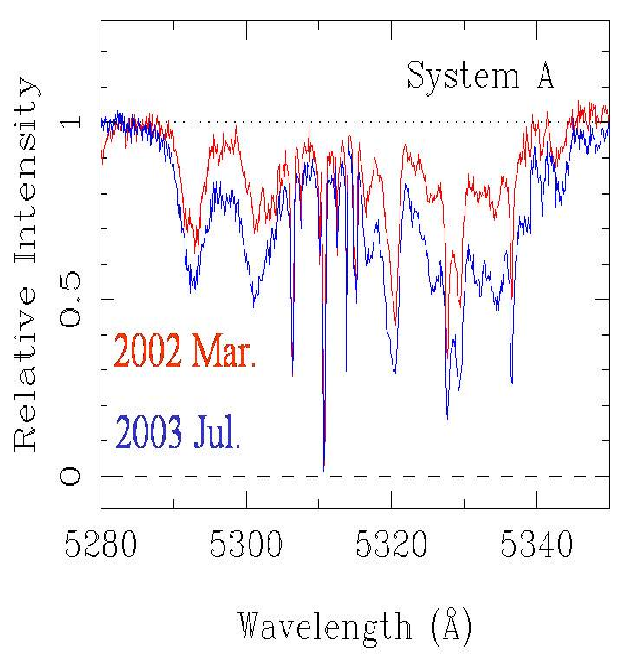 System A
Relative Intensity
1
0.5
0
2002 Mar.
2003 Jul.
5280 5300 5320 5340
Wavelength (Å)